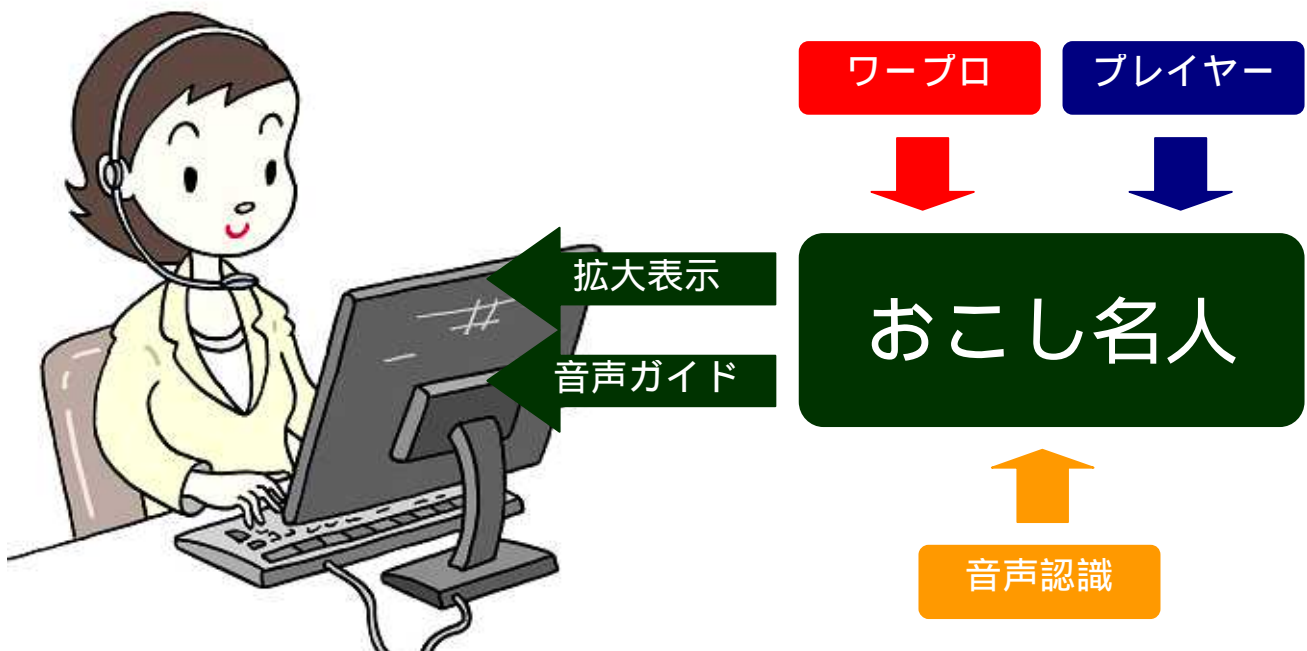 ワープロ
プレイヤー
拡大表示
おこし名人
音声ガイド
音声認識